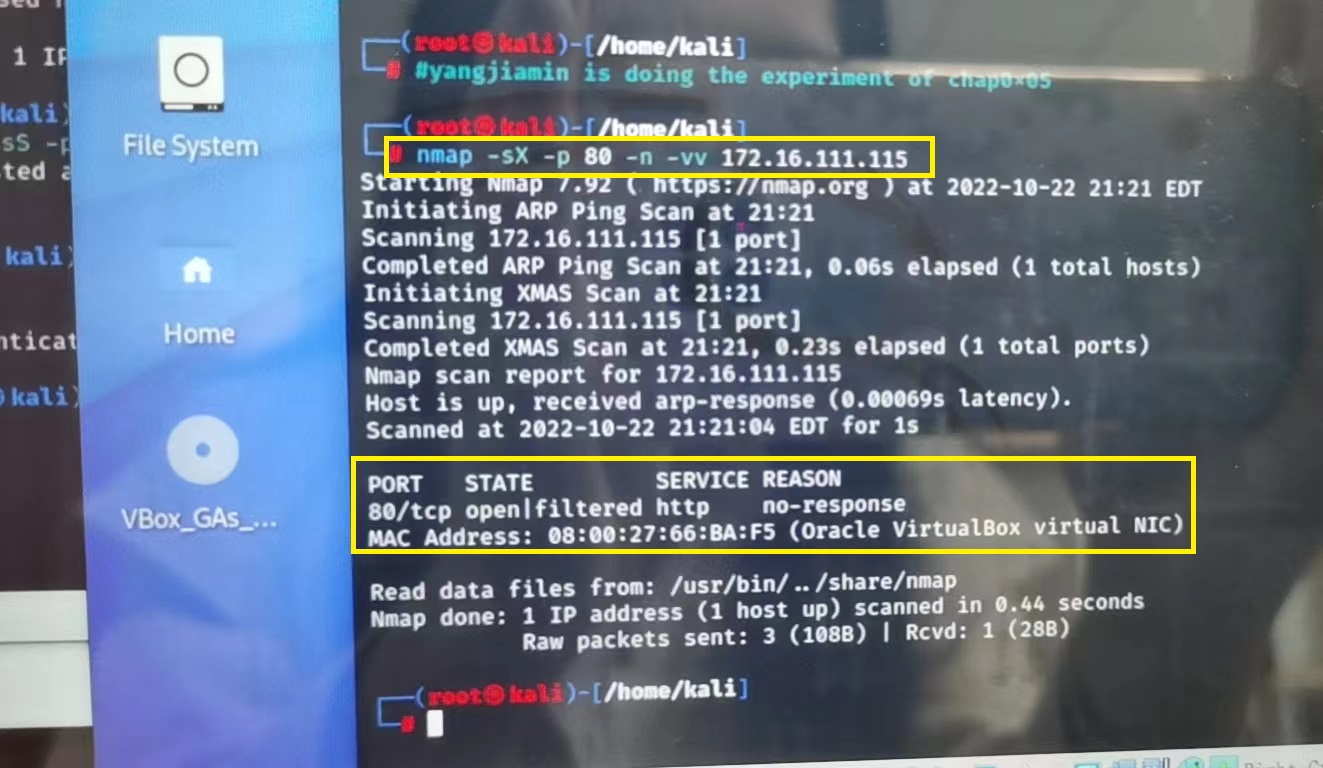 1 IP
kali)
sS -p
ted a
kali)
nticat
kali)
File System
Home
VBox_GAs_...
(root㉿kali)-[/home/kali]
# #yangjiamin is doing the experiment of chap0×05
(root㉿kali)-[/home/kali]
# nmap -sX -p 80 -n -vv 172.16.111.115
Starting Nmap 7.92 ( https://nmap.org ) at 2022-10-22 21:21 EDT
Initiating ARP Ping Scan at 21:21
Scanning 172.16.111.115 [1 port]
Completed ARP Ping Scan at 21:21, 0.06s elapsed (1 total hosts)
Initiating XMAS Scan at 21:21
Scanning 172.16.111.115 [1 port]
Completed XMAS Scan at 21:21, 0.23s elapsed (1 total ports)
Nmap scan report for 172.16.111.115
Host is up, received arp-response (0.00069s latency).
Scanned at 2022-10-22 21:21:04 EDT for 1s
PORT STATE SERVICE REASON
80/tcp open|filtered http no-response
MAC Address: 08:00:27:66:BA:F5 (Oracle VirtualBox virtual NIC)
Read data files from: /usr/bin/../share/nmap
Nmap done: 1 IP address (1 host up) scanned in 0.44 seconds
Raw packets sent: 3 (108B) | Rcvd: 1 (28B)
(root㉿kali)-[/home/kali]
#